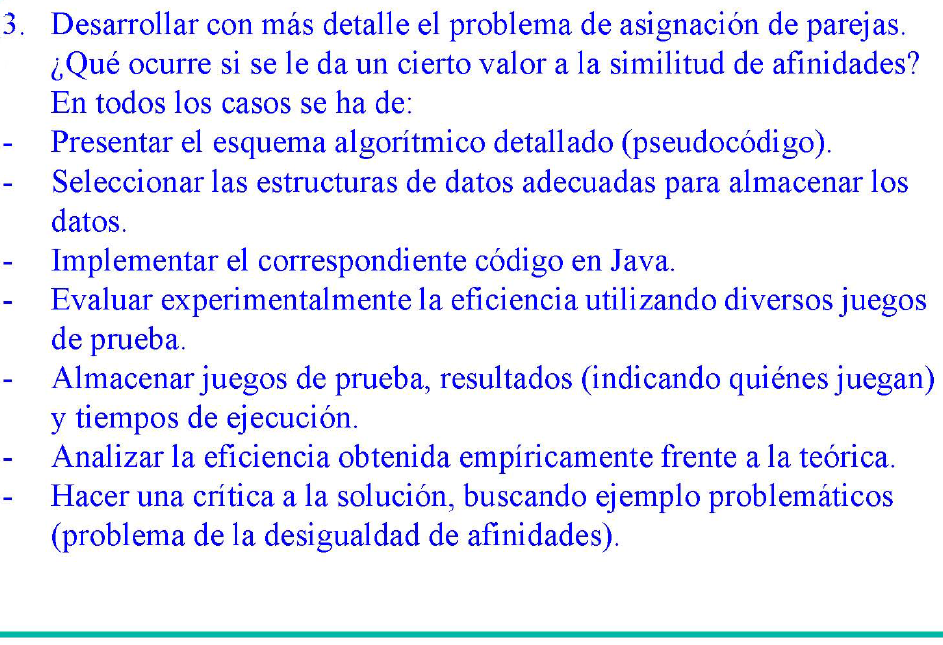 3. Desarrollar con más detalle el problema de asignación de parejas.
¿Qué ocurre si se le da un cierto valor a la similitud de afinidades?
En todos los casos se ha de:
- Presentar el esquema algorítmico detallado (pseudocódigo).
- Seleccionar las estructuras de datos adecuadas para almacenar los
datos.
- Implementar el correspondiente código en Java.
- Evaluar experimentalmente la eficiencia utilizando diversos juegos
de prueba.
- Almacenar juegos de prueba, resultados (indicando quiénes juegan)
y tiempos de ejecución.
- Analizar la eficiencia obtenida empíricamente frente a la teórica.
- Hacer una crítica a la solución, buscando ejemplo problemáticos
(problema de la desigualdad de afinidades).